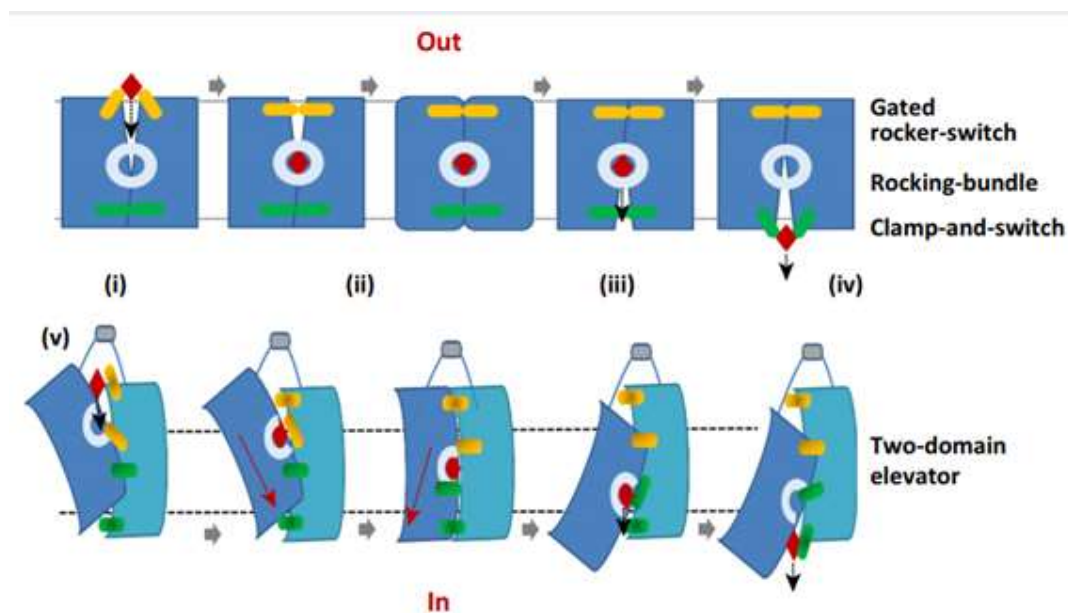 Out
Gated
rocker-switch
Rocking-bundle
Clamp-and-switch
(i)
(ii)
(iii)
(iv)
(v)
Two-domain
elevator
In